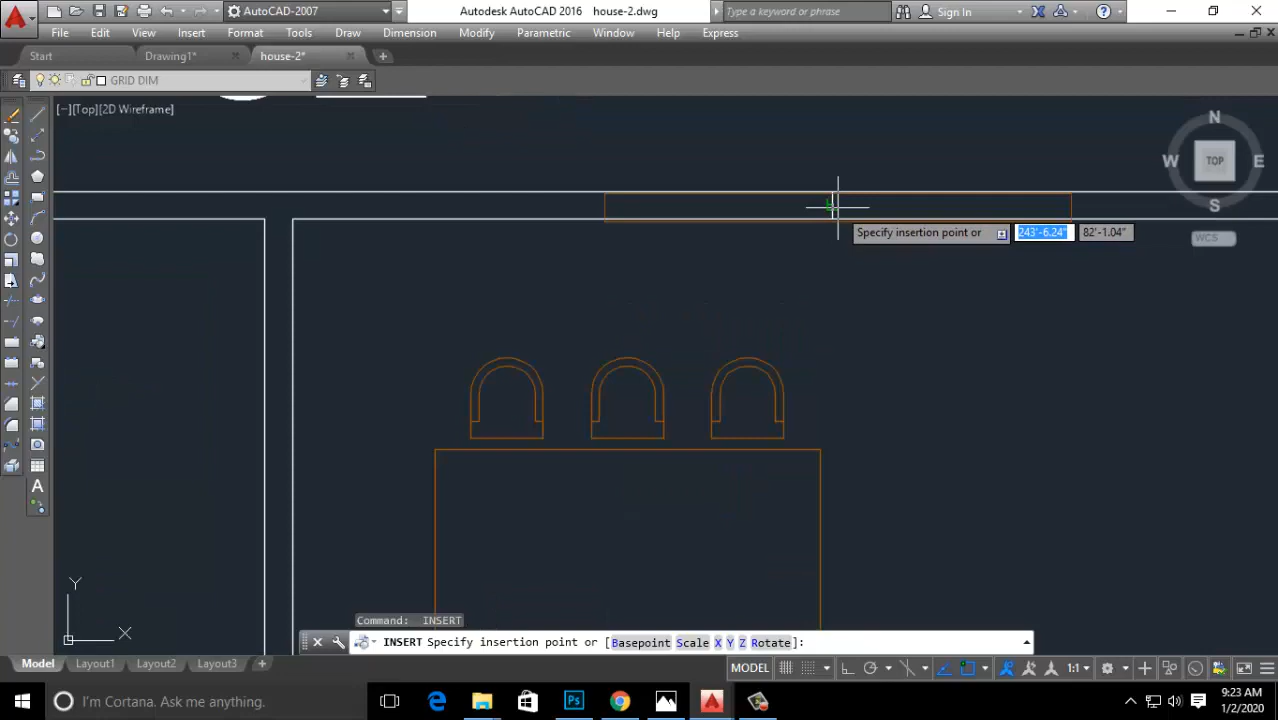 AutoCAD-2007 Autodesk AutoCAD 2016 house-2.dwg Type a keyword or phrase Sign In
File Edit View Insert Format Tools Draw Dimension Modify Parametric Window Help Express
Start Drawing1* house-2*
GRID DIM
[−][Top][2D Wireframe]
N
W TOP E
S
WCS
Specify insertion point or 243'-6.24" 82'-1.04"
A
Y
X
Command: INSERT
INSERT Specify insertion point or [Basepoint Scale X Y Z Rotate]:
Model Layout1 Layout2 Layout3 MODEL 1:1
I'm Cortana. Ask me anything. 9:23 AM
1/2/2020